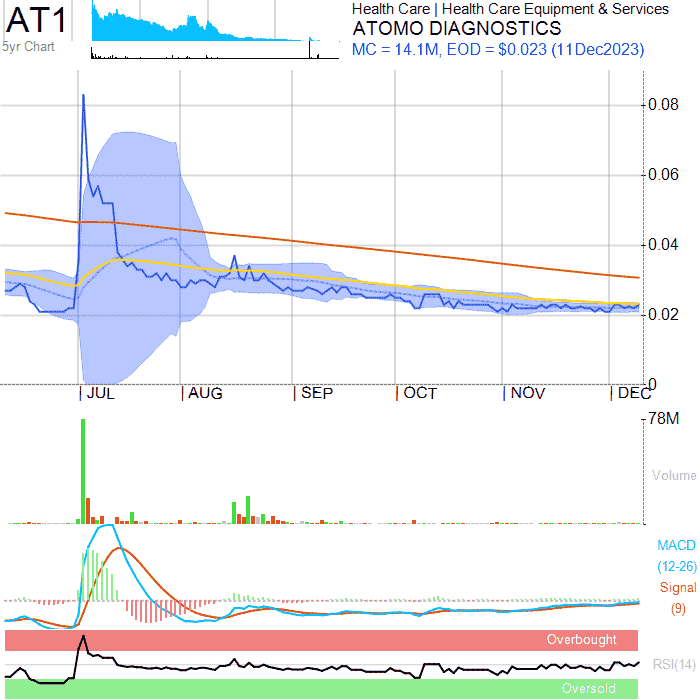 AT1
5yr Chart
Health Care | Health Care Equipment & Services
ATOMO DIAGNOSTICS
MC = 14.1M, EOD = $0.023 (11Dec2023)
0.08
0.06
0.04
0.02
0
JUL AUG SEP OCT NOV DEC
78M
Volume
MACD
(12-26)
Signal
(9)
Overbought
RSI(14)
Oversold